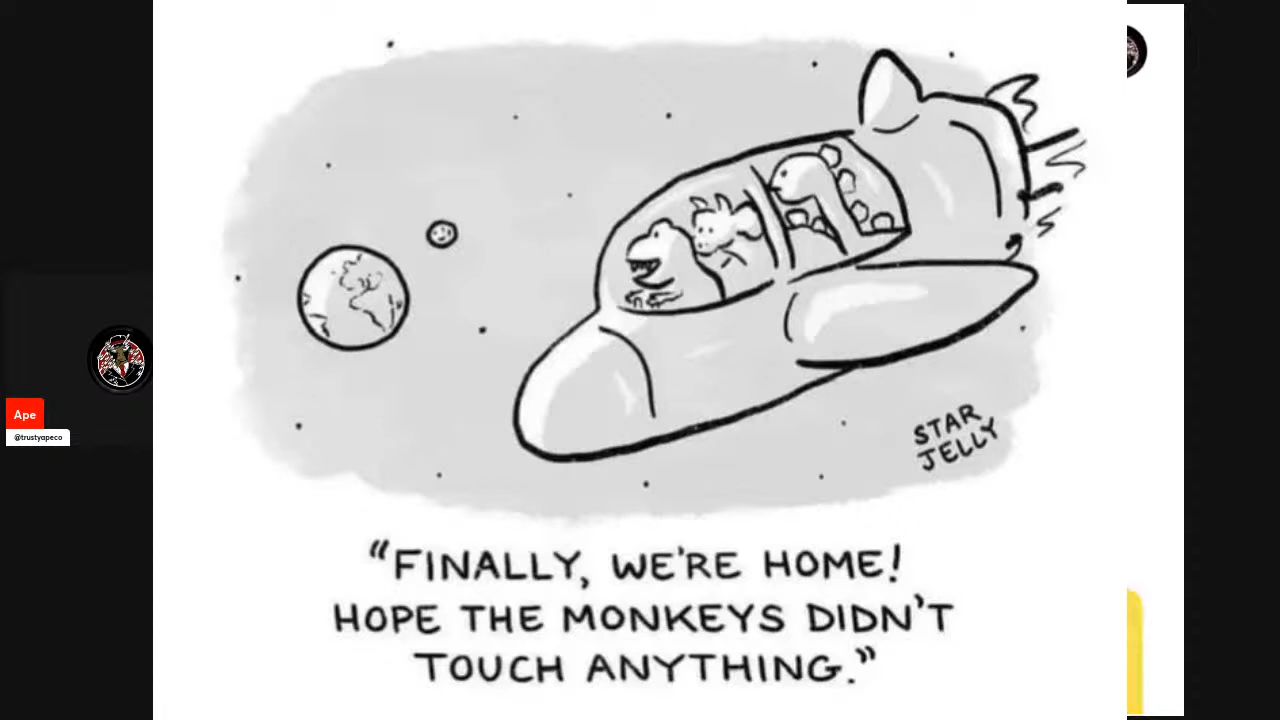 STAR
JELLY
"FINALLY, WE'RE HOME!
HOPE THE MONKEYS DIDN'T
TOUCH ANYTHING."
Ape
@trustyapeco